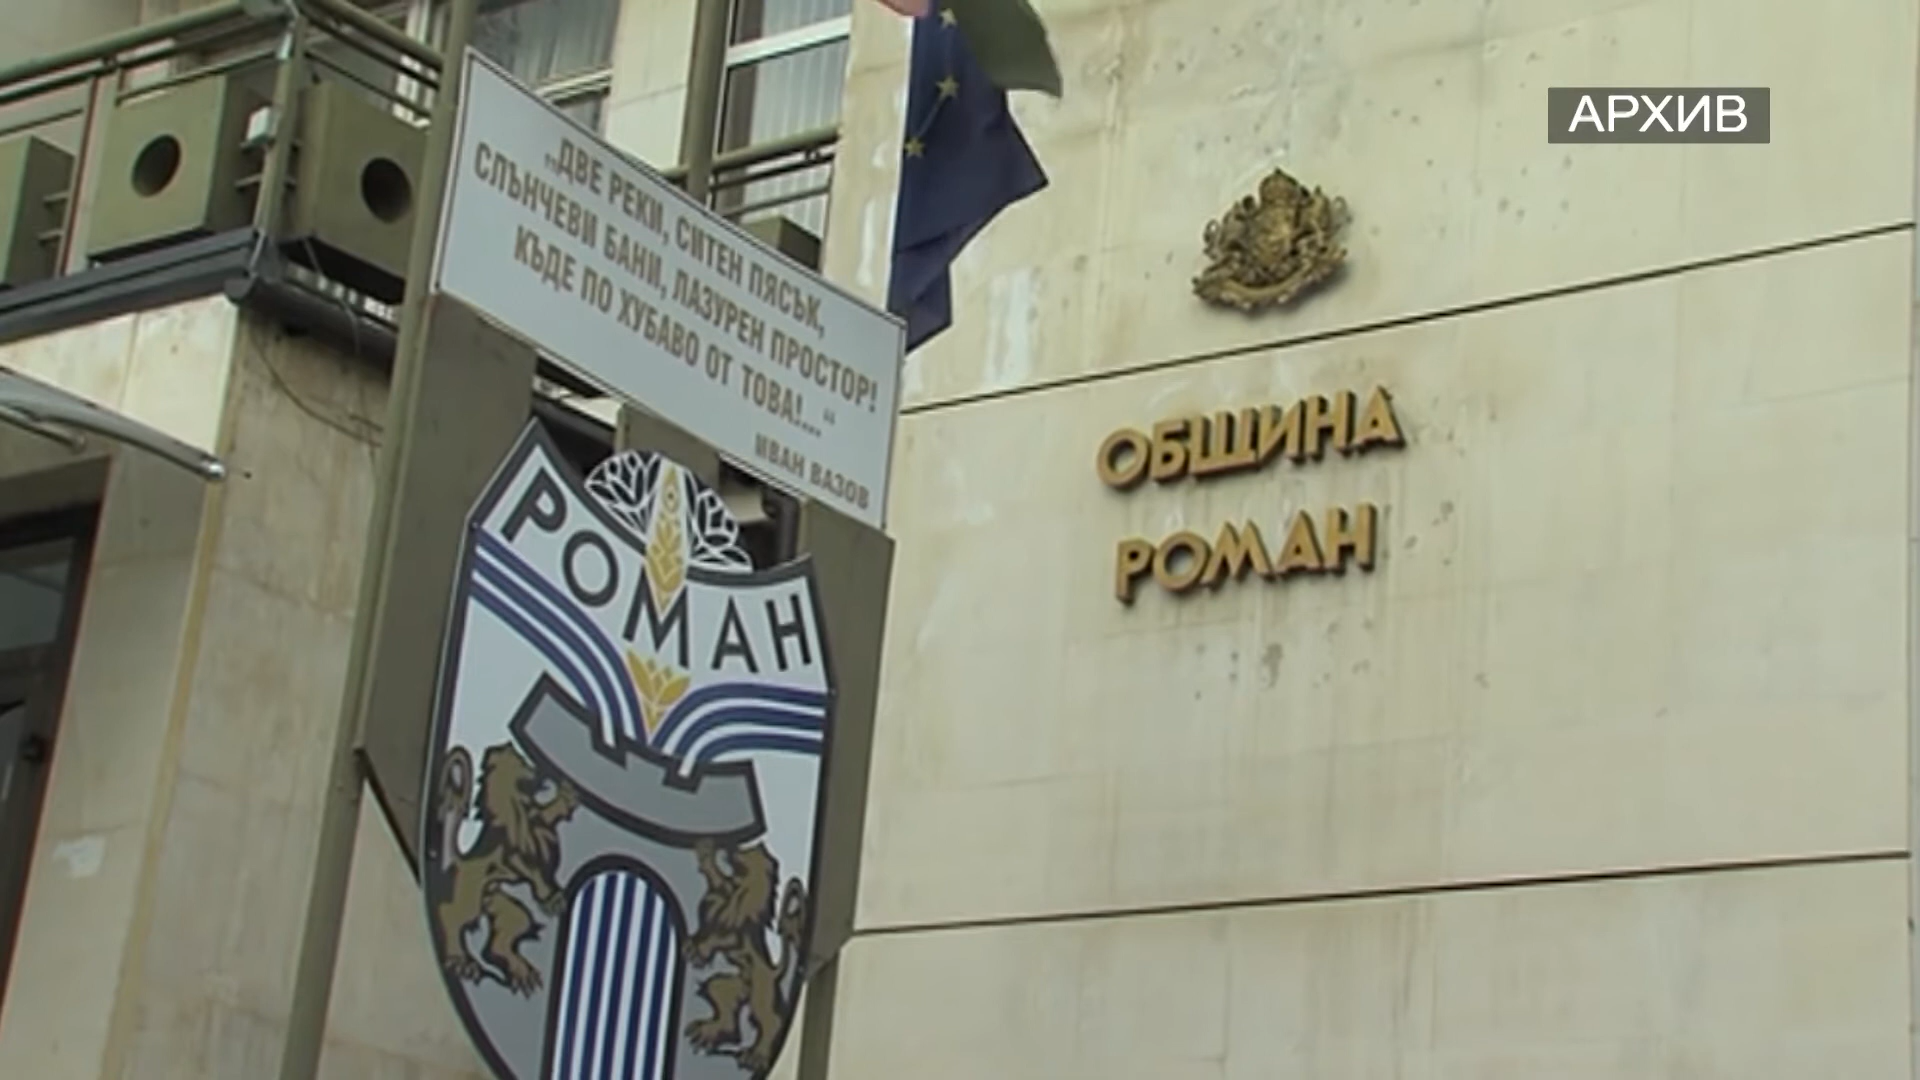 АРХИВ
„ДВЕ РЕКИ, СИТЕН ПЯСЪК,
СЛЪНЧЕВИ БАНИ, ЛАЗУРЕН ПРОСТОР!
КЪДЕ ПО ХУБАВО ОТ ТОВА!...“
ИВАН ВАЗОВ
РОМАН
ОБЩИНА
РОМАН